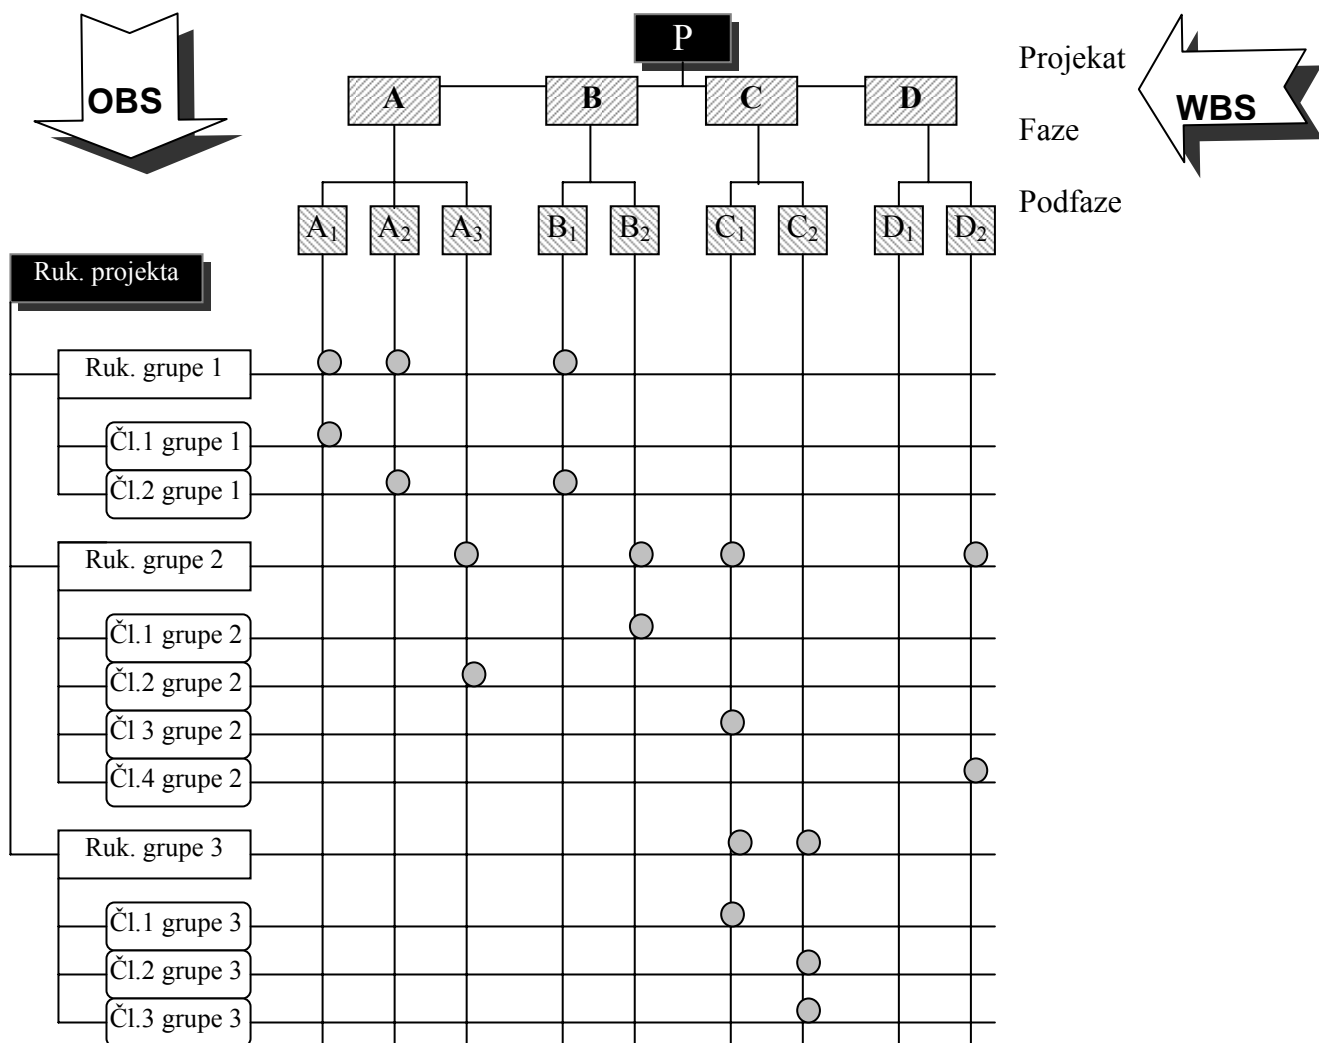 OBS
P
Projekat
WBS
A
B
C
D
Faze
Podfaze
A₁
A₂
A₃
B₁
B₂
C₁
C₂
D₁
D₂
Ruk. projekta
Ruk. grupe 1
Čl.1 grupe 1
Čl.2 grupe 1
Ruk. grupe 2
Čl.1 grupe 2
Čl.2 grupe 2
Čl 3 grupe 2
Čl.4 grupe 2
Ruk. grupe 3
Čl.1 grupe 3
Čl.2 grupe 3
Čl.3 grupe 3